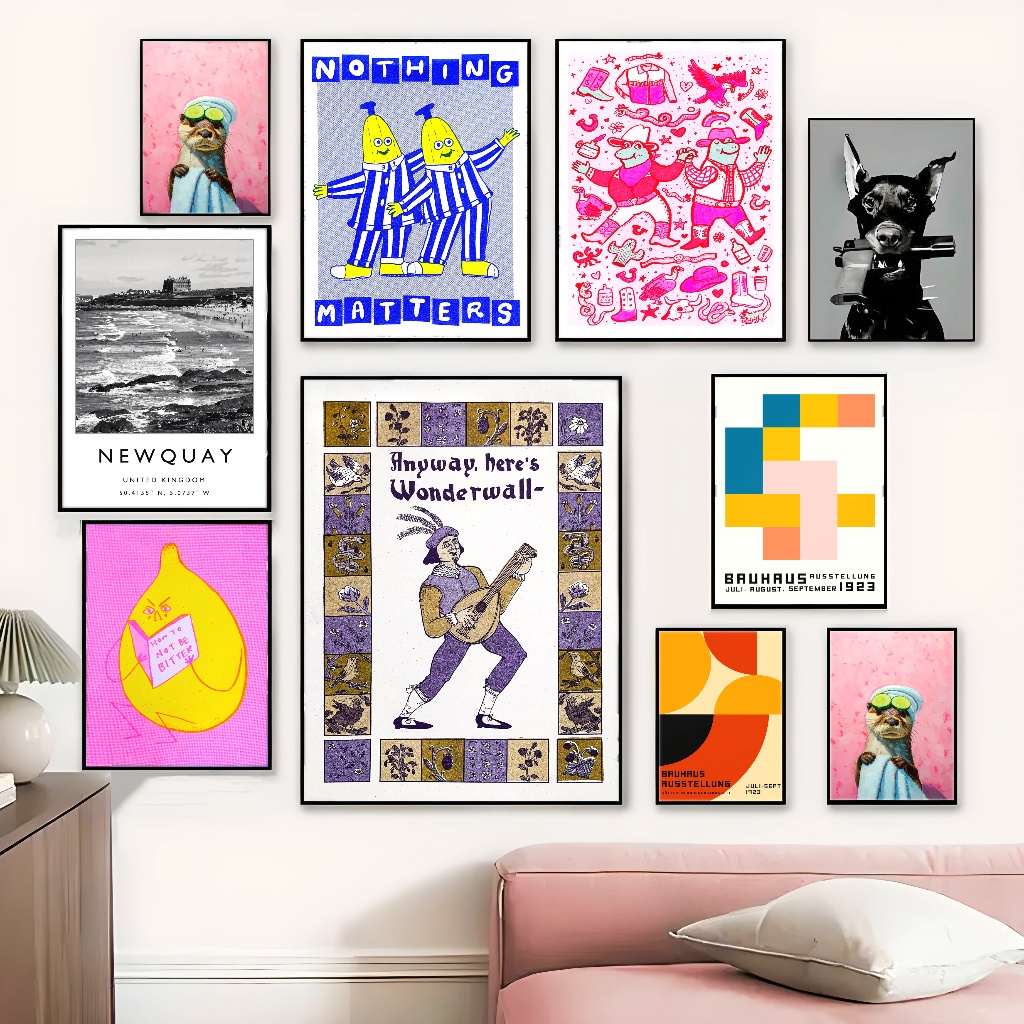 NOTHING
MATTERS
NEWQUAY
UNITED KINGDOM
Anyway, here's
Wonderwall-
HOW TO
NOT BE
BITTER
BAUHAUS AUSSTELLUNG
JULI. AUGUST. SEPTEMBER 1923
BAUHAUS
AUSSTELLUNG
JULI-SEPT
1923